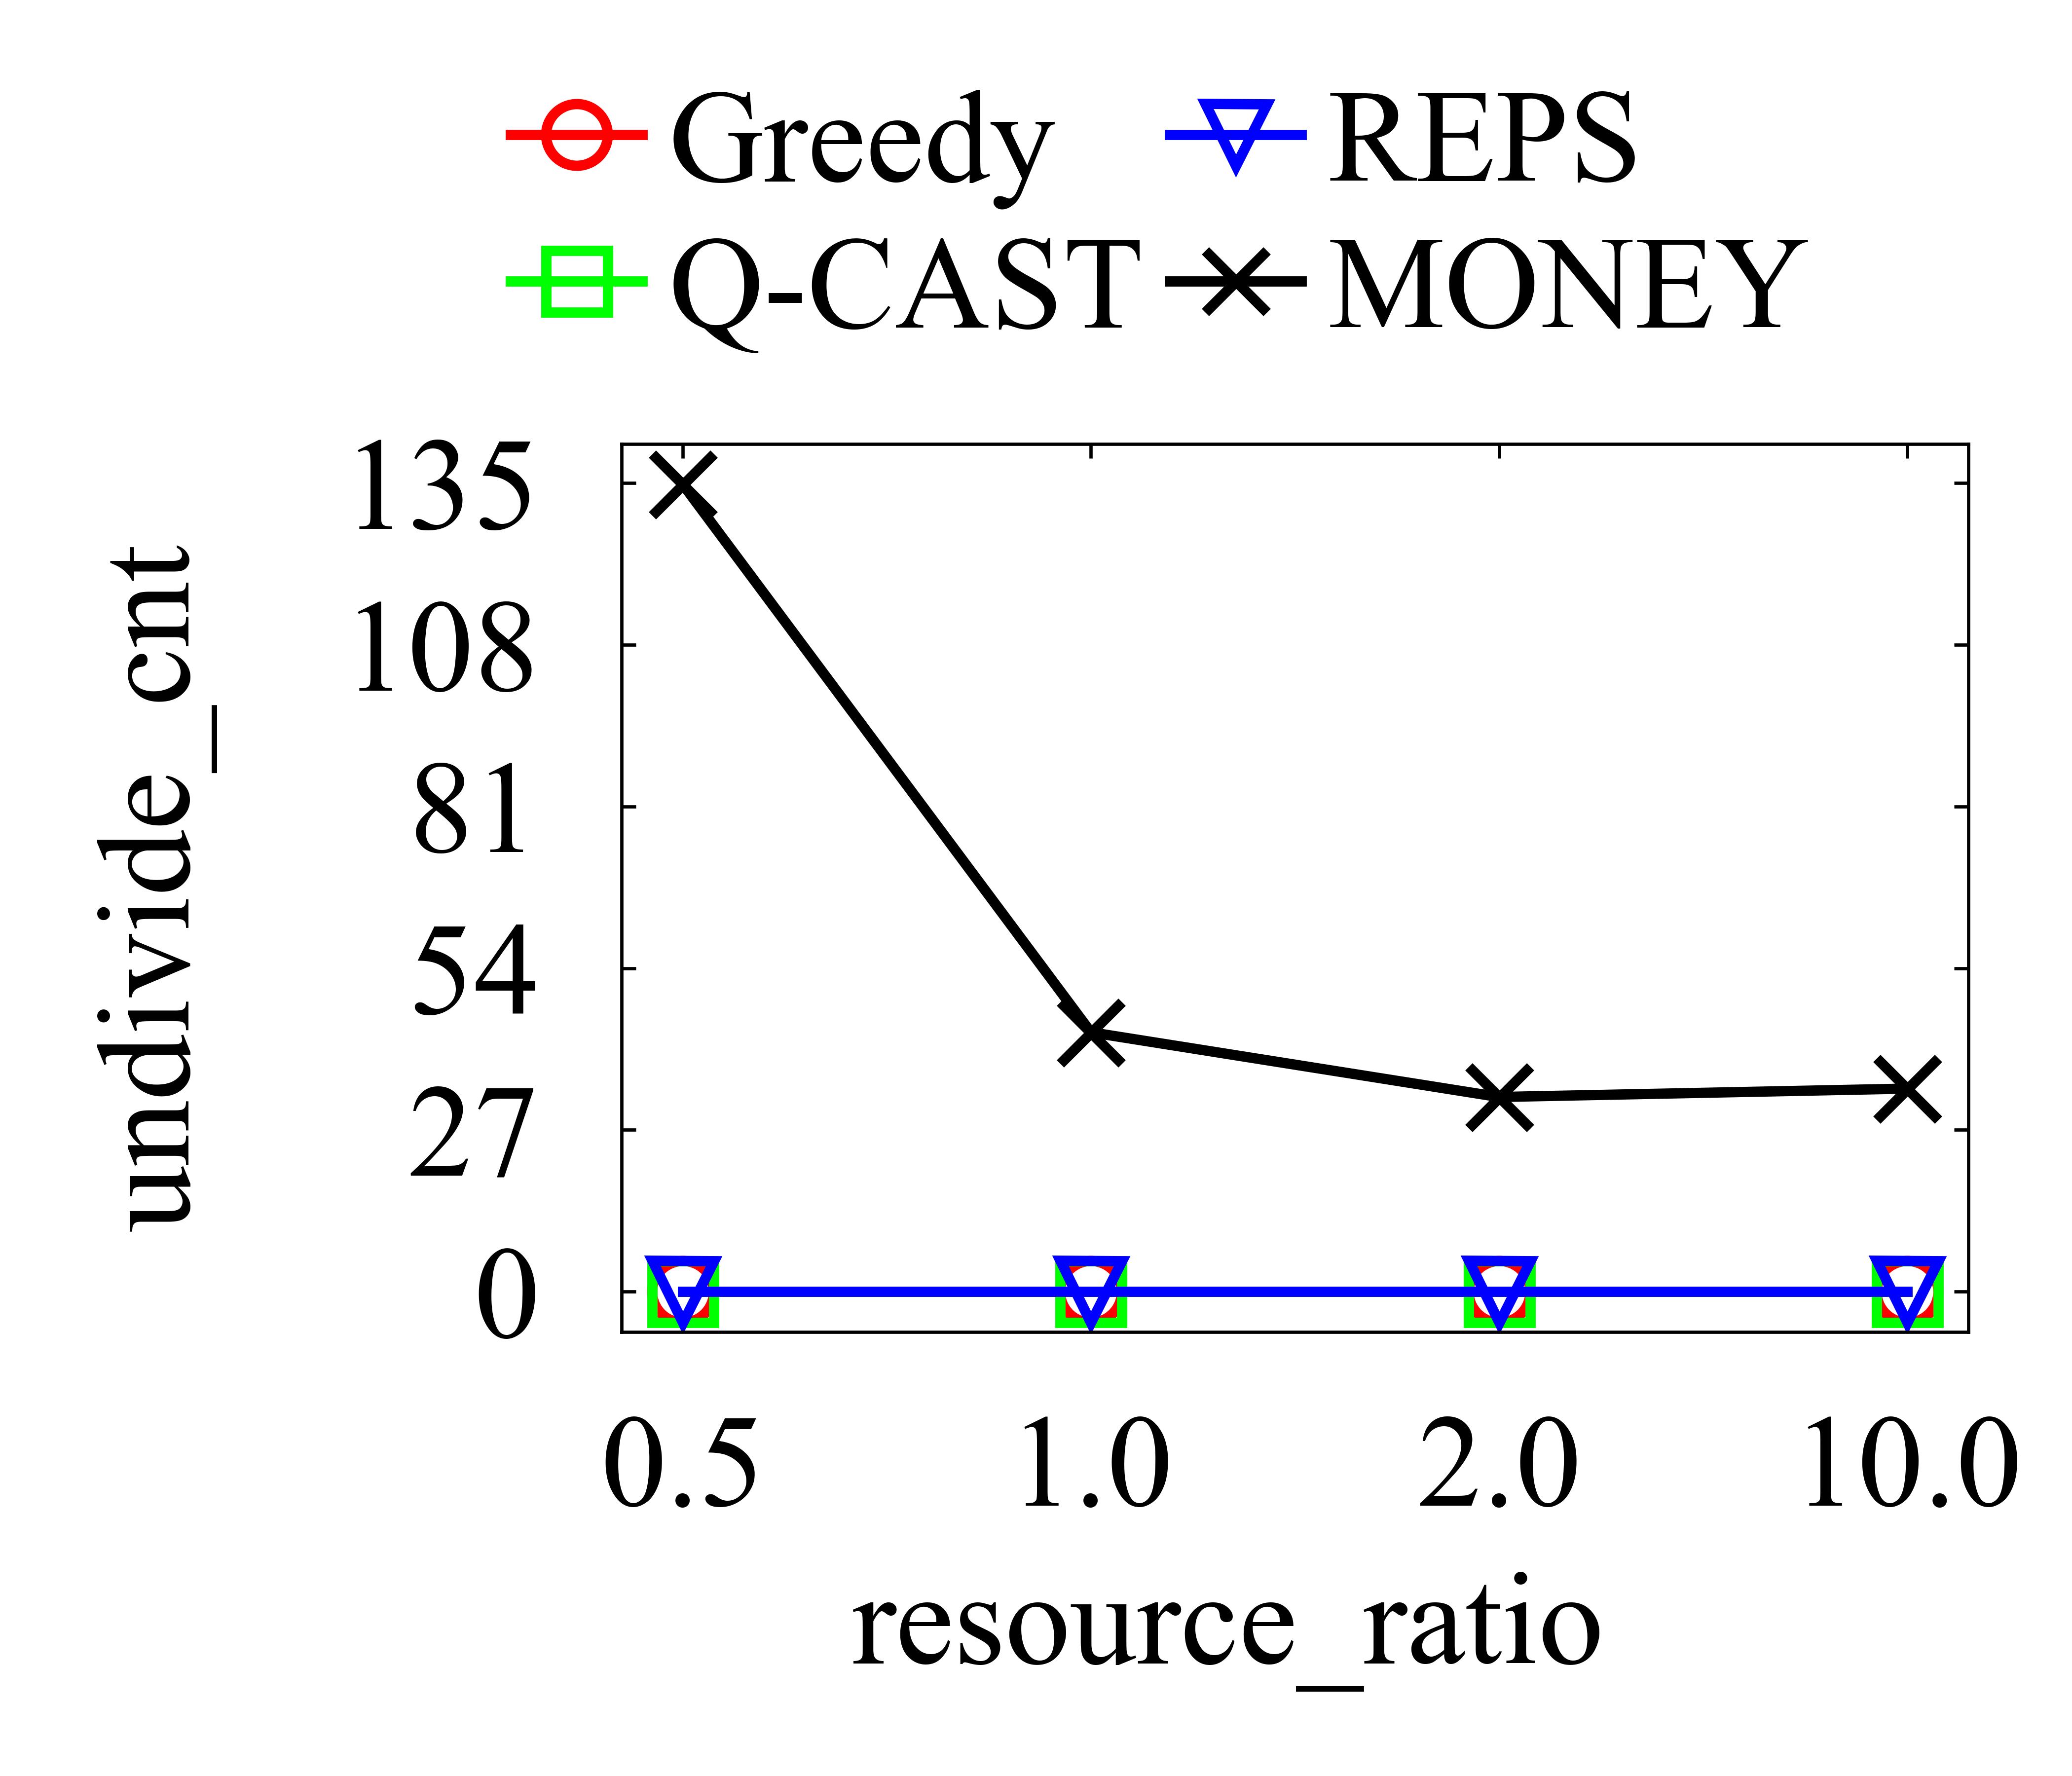 Greedy REPS
Q-CAST MONEY
135
108
81
54
27
0
undivide_cnt
0.5 1.0 2.0 10.0
resource_ratio